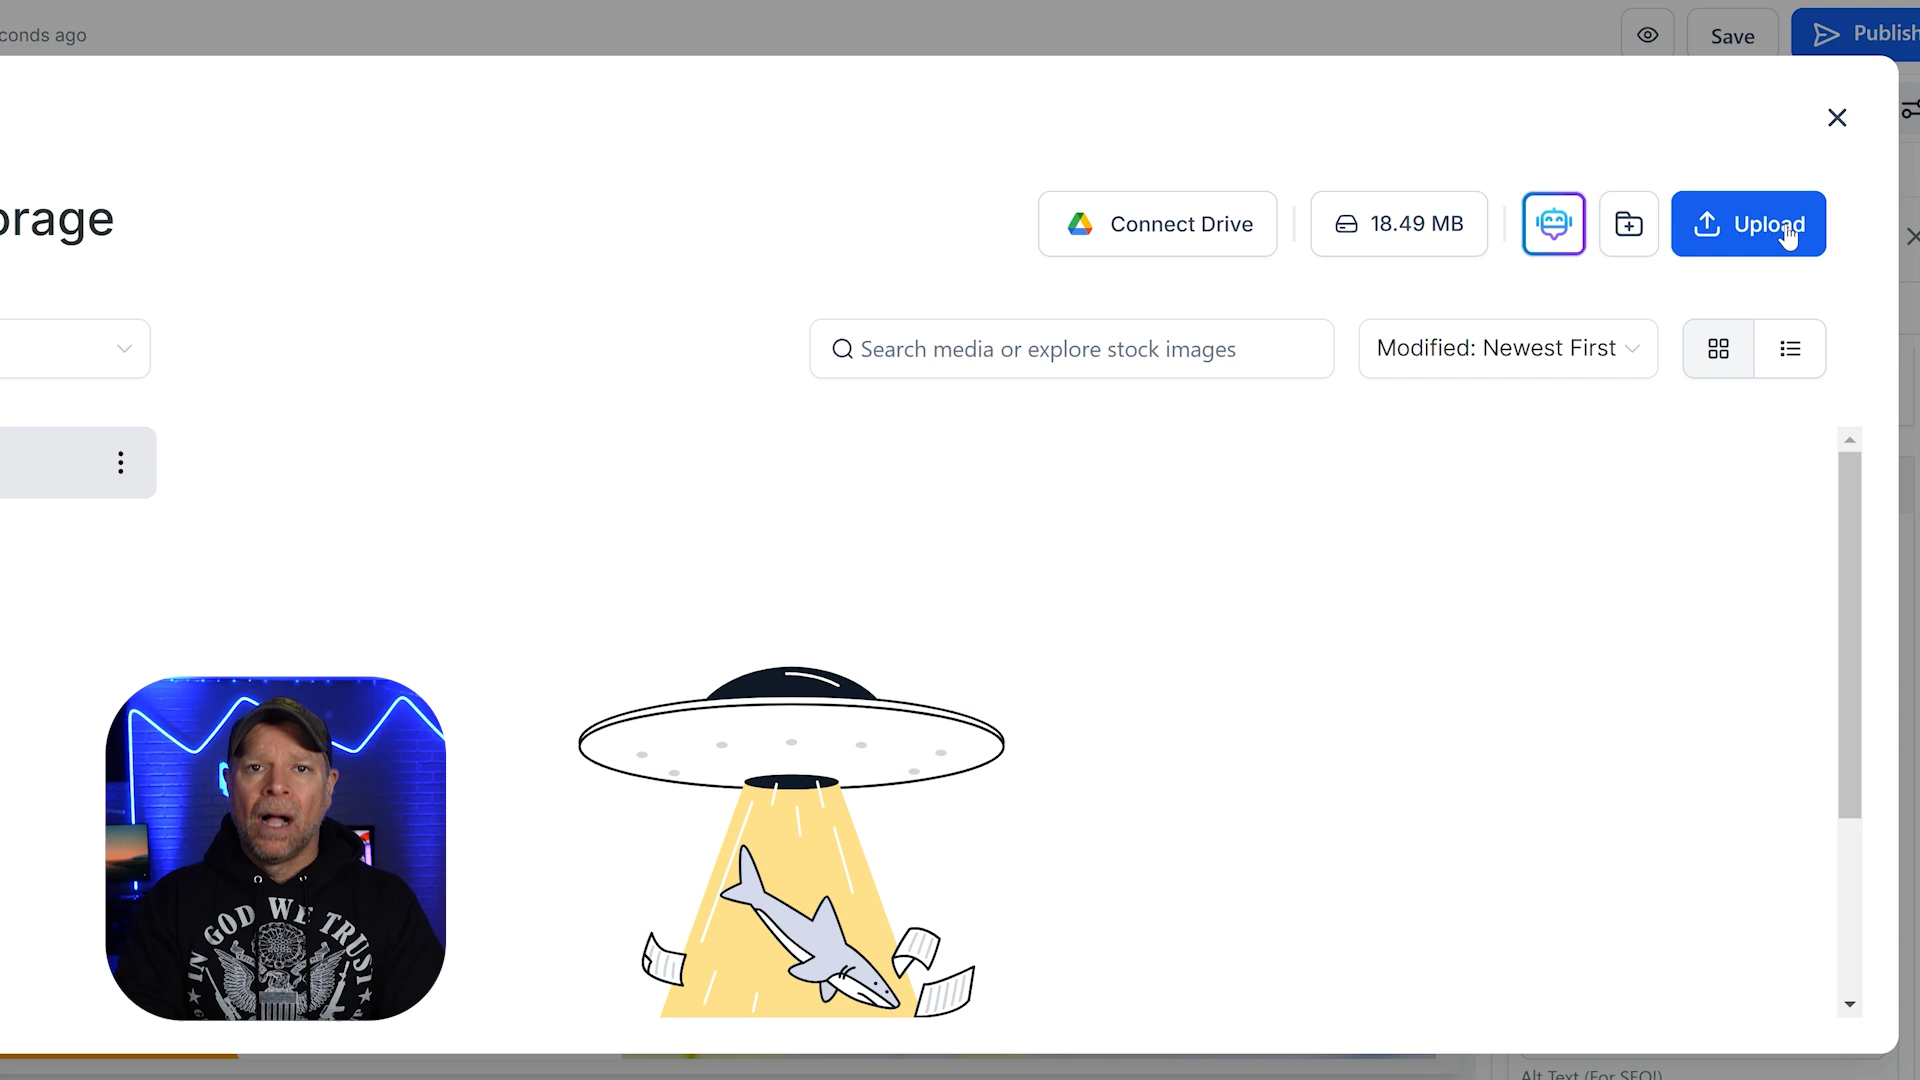 conds ago
Save
Publish
orage
Connect Drive
18.49 MB
Upload
Search media or explore stock images
Modified: Newest First
IN GOD WE TRUST
Alt Text (For SEO!)